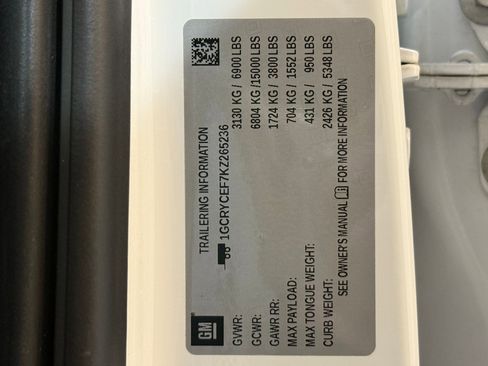 GM
TRAILERING INFORMATION
1GCRYCEF7KZ265236
GVWR: 3130 KG / 6900 LBS
GCWR: 6804 KG /15000 LBS
GAWR RR: 1724 KG / 3800 LBS
MAX PAYLOAD: 704 KG / 1552 LBS
MAX TONGUE WEIGHT: 431 KG / 950 LBS
CURB WEIGHT: 2426 KG / 5348 LBS
SEE OWNER'S MANUAL FOR MORE INFORMATION